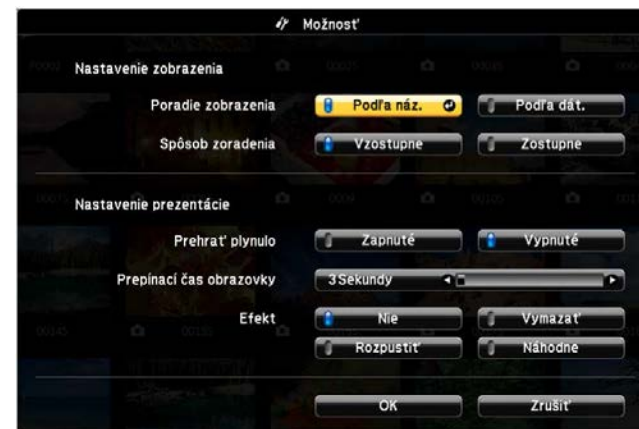 Možnosť
Nastavenie zobrazenia
Poradie zobrazenia Podľa náz. Podľa dát.
Spôsob zoradenia Vzostupne Zostupne
Nastavenie prezentácie
Prehrať plynulo Zapnuté Vypnuté
Prepínací čas obrazovky 3Sekundy
Efekt Nie Vymazať
Rozpustiť Náhodne
OK Zrušiť